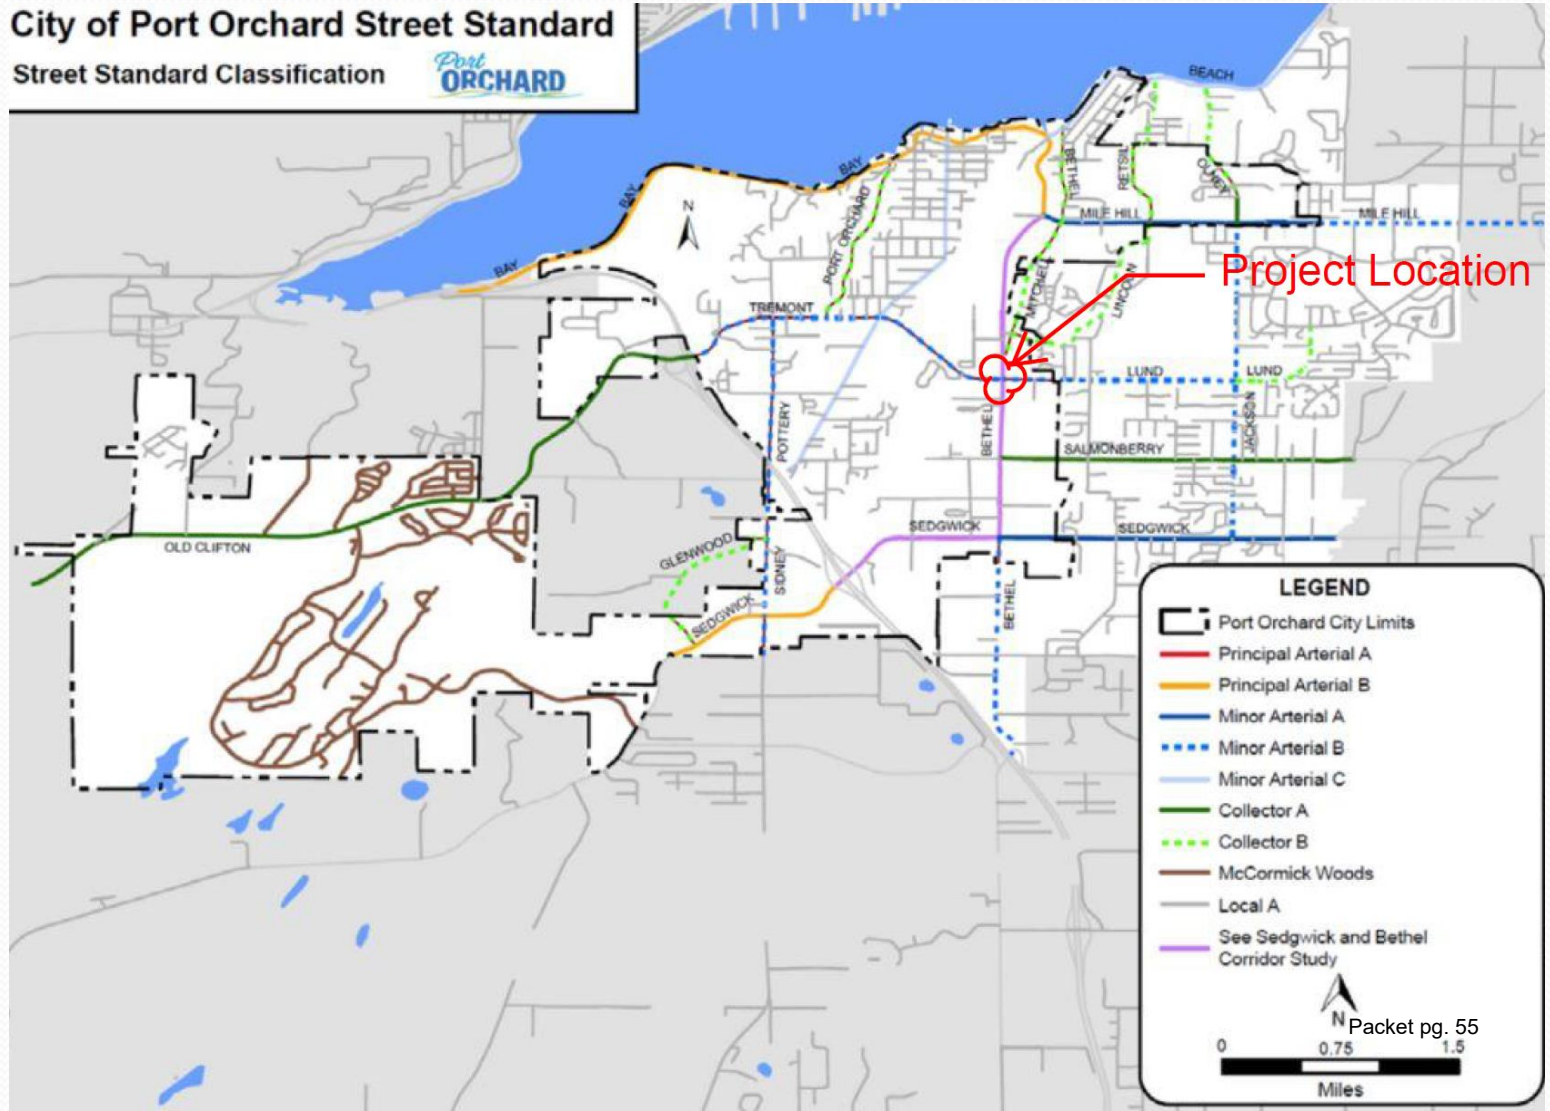 City of Port Orchard Street Standard
Street Standard Classification
Port
ORCHARD
BEACH
BAY
BAY
BAY
BETHEL
RETSIL
OLNEY
PORT ORCHARD
N
MILE HILL
MILE HILL
Project Location
MITCHELL
LINCOLN
TREMONT
LUND
LUND
POTTERY
BETHEL
JACKSON
SALMONBERRY
SEDGWICK
SEDGWICK
OLD CLIFTON
GLENWOOD
SIDNEY
SEDGWICK
BETHEL
LEGEND
Port Orchard City Limits
Principal Arterial A
Principal Arterial B
Minor Arterial A
Minor Arterial B
Minor Arterial C
Collector A
Collector B
McCormick Woods
Local A
See Sedgwick and Bethel
Corridor Study
N
Packet pg. 55
0 0.75 1.5
Miles